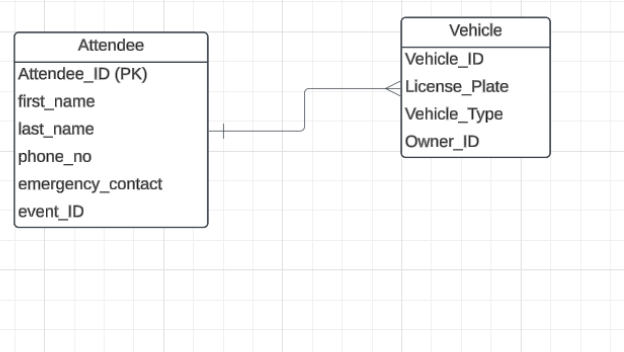 Attendee
Attendee_ID (PK)
first_name
last_name
phone_no
emergency_contact
event_ID
Vehicle
Vehicle_ID
License_Plate
Vehicle_Type
Owner_ID